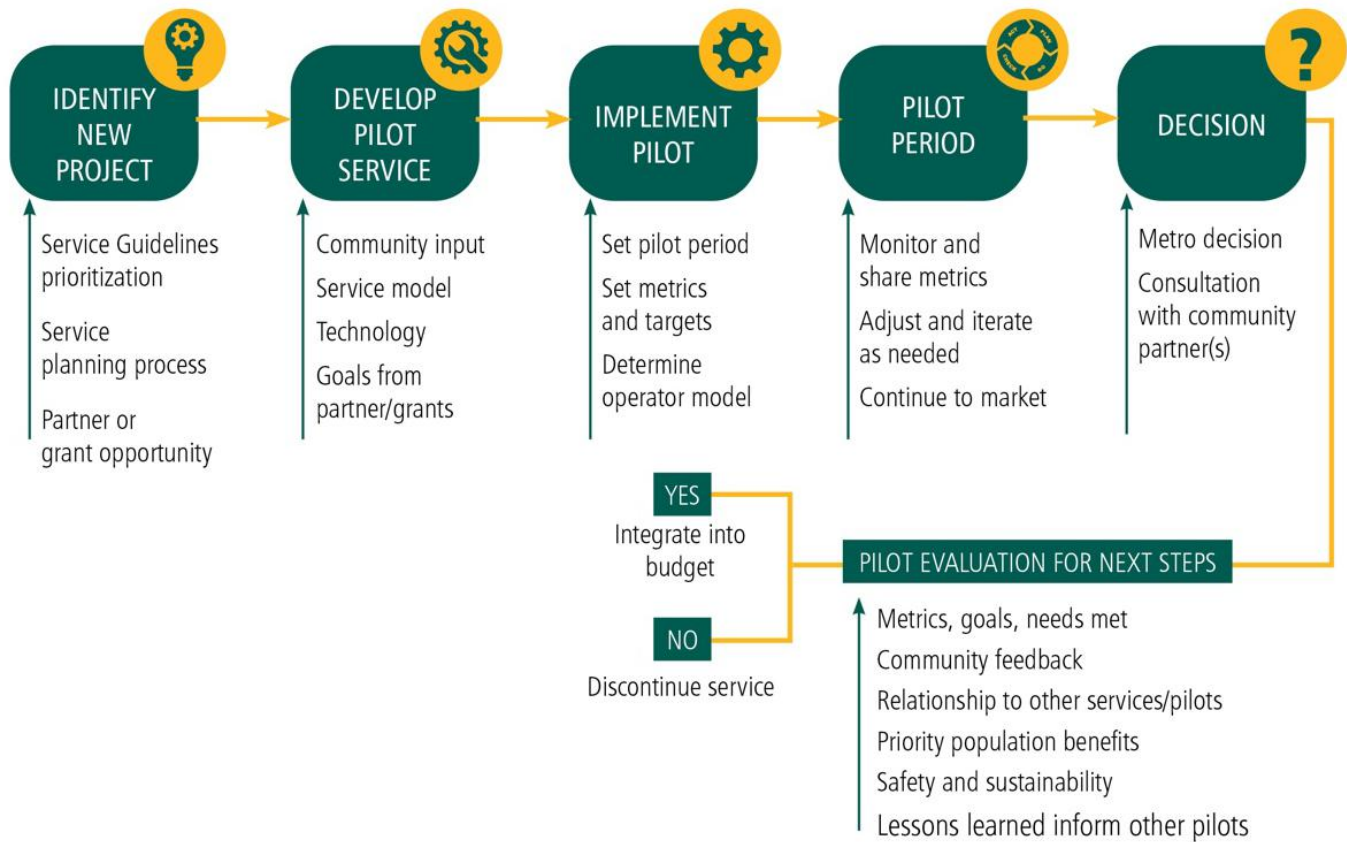 IDENTIFY
NEW
PROJECT
DEVELOP
PILOT
SERVICE
IMPLEMENT
PILOT
ACT
PLAN
DO
CHECK
PILOT
PERIOD
?
DECISION
Service Guidelines
prioritization
Service
planning process
Partner or
grant opportunity
Community input
Service model
Technology
Goals from
partner/grants
Set pilot period
Set metrics
and targets
Determine
operator model
Monitor and
share metrics
Adjust and iterate
as needed
Continue to market
Metro decision
Consultation
with community
partner(s)
PILOT EVALUATION FOR NEXT STEPS
Metrics, goals, needs met
Community feedback
Relationship to other services/pilots
Priority population benefits
Safety and sustainability
Lessons learned inform other pilots
YES
Integrate into
budget
NO
Discontinue service